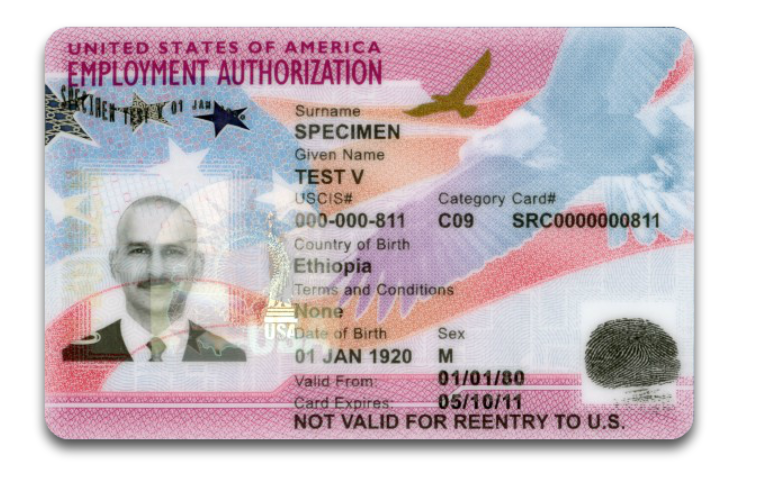 UNITED STATES OF AMERICA
EMPLOYMENT AUTHORIZATION
SPECIMEN TEST V 01 JAN
Surname
SPECIMEN
Given Name
TEST V
USCIS# Category Card#
000-000-811 C09 SRC0000000811
Country of Birth
Ethiopia
Terms and Conditions
None
USA
Date of Birth Sex
01 JAN 1920 M
Valid From: 01/01/80
Card Expires: 05/10/11
NOT VALID FOR REENTRY TO U.S.